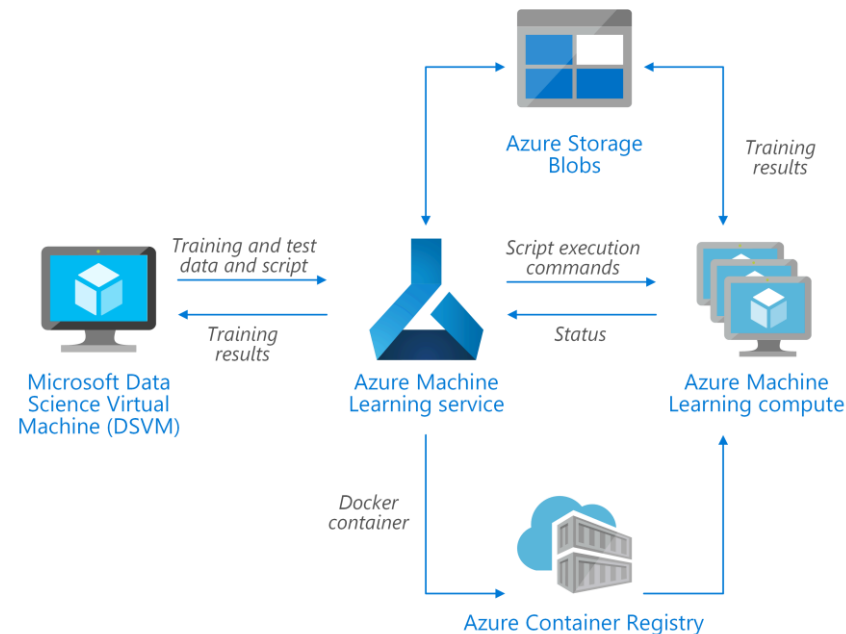 Azure Storage
Blobs
Training
results
Training and test
data and script
Script execution
commands
Training
results
Status
Microsoft Data
Science Virtual
Machine (DSVM)
Azure Machine
Learning service
Azure Machine
Learning compute
Docker
container
Azure Container Registry